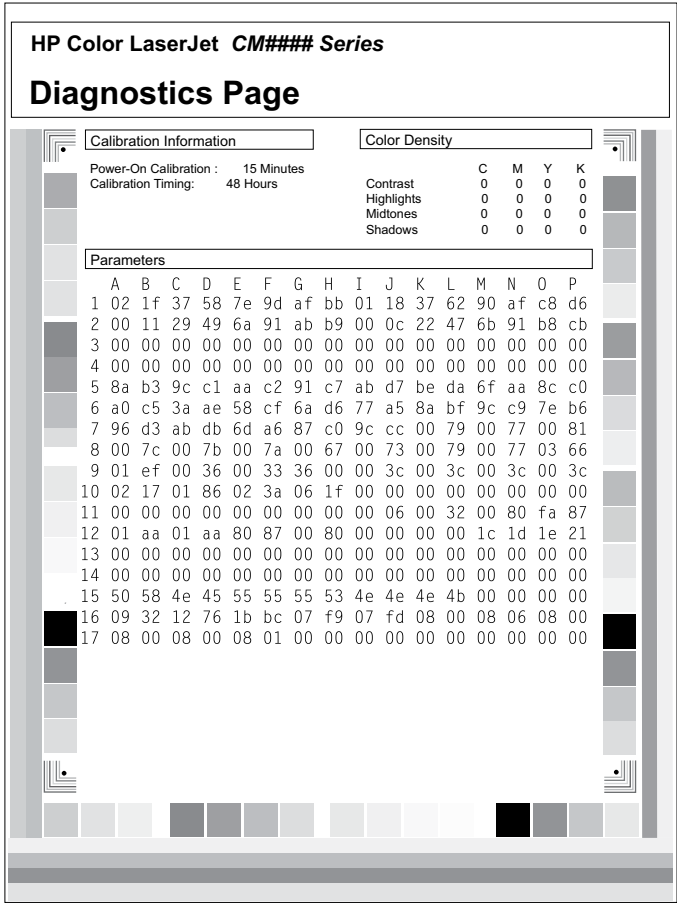 HP Color LaserJet CM#### Series
Diagnostics Page
Calibration Information
Power-On Calibration : 15 Minutes
Calibration Timing: 48 Hours
Color Density
C M Y K
Contrast 0 0 0 0
Highlights 0 0 0 0
Midtones 0 0 0 0
Shadows 0 0 0 0
Parameters
A B C D E F G H I J K L M N O P
1 02 1f 37 58 7e 9d af bb 01 18 37 62 90 af c8 d6
2 00 11 29 49 6a 91 ab b9 00 0c 22 47 6b 91 b8 cb
3 00 00 00 00 00 00 00 00 00 00 00 00 00 00 00 00
4 00 00 00 00 00 00 00 00 00 00 00 00 00 00 00 00
5 8a b3 9c c1 aa c2 91 c7 ab d7 be da 6f aa 8c c0
6 a0 c5 3a ae 58 cf 6a d6 77 a5 8a bf 9c c9 7e b6
7 96 d3 ab db 6d a6 87 c0 9c cc 00 79 00 77 00 81
8 00 7c 00 7b 00 7a 00 67 00 73 00 79 00 77 03 66
9 01 ef 00 36 00 33 36 00 00 3c 00 3c 00 3c 00 3c
10 02 17 01 86 02 3a 06 1f 00 00 00 00 00 00 00 00
11 00 00 00 00 00 00 00 00 00 06 00 32 00 80 fa 87
12 01 aa 01 aa 80 87 00 80 00 00 00 00 1c 1d 1e 21
13 00 00 00 00 00 00 00 00 00 00 00 00 00 00 00 00
14 00 00 00 00 00 00 00 00 00 00 00 00 00 00 00 00
15 50 58 4e 45 55 55 55 53 4e 4e 4e 4b 00 00 00 00
16 09 32 12 76 1b bc 07 f9 07 fd 08 00 08 06 08 00
17 08 00 08 00 08 01 00 00 00 00 00 00 00 00 00 00